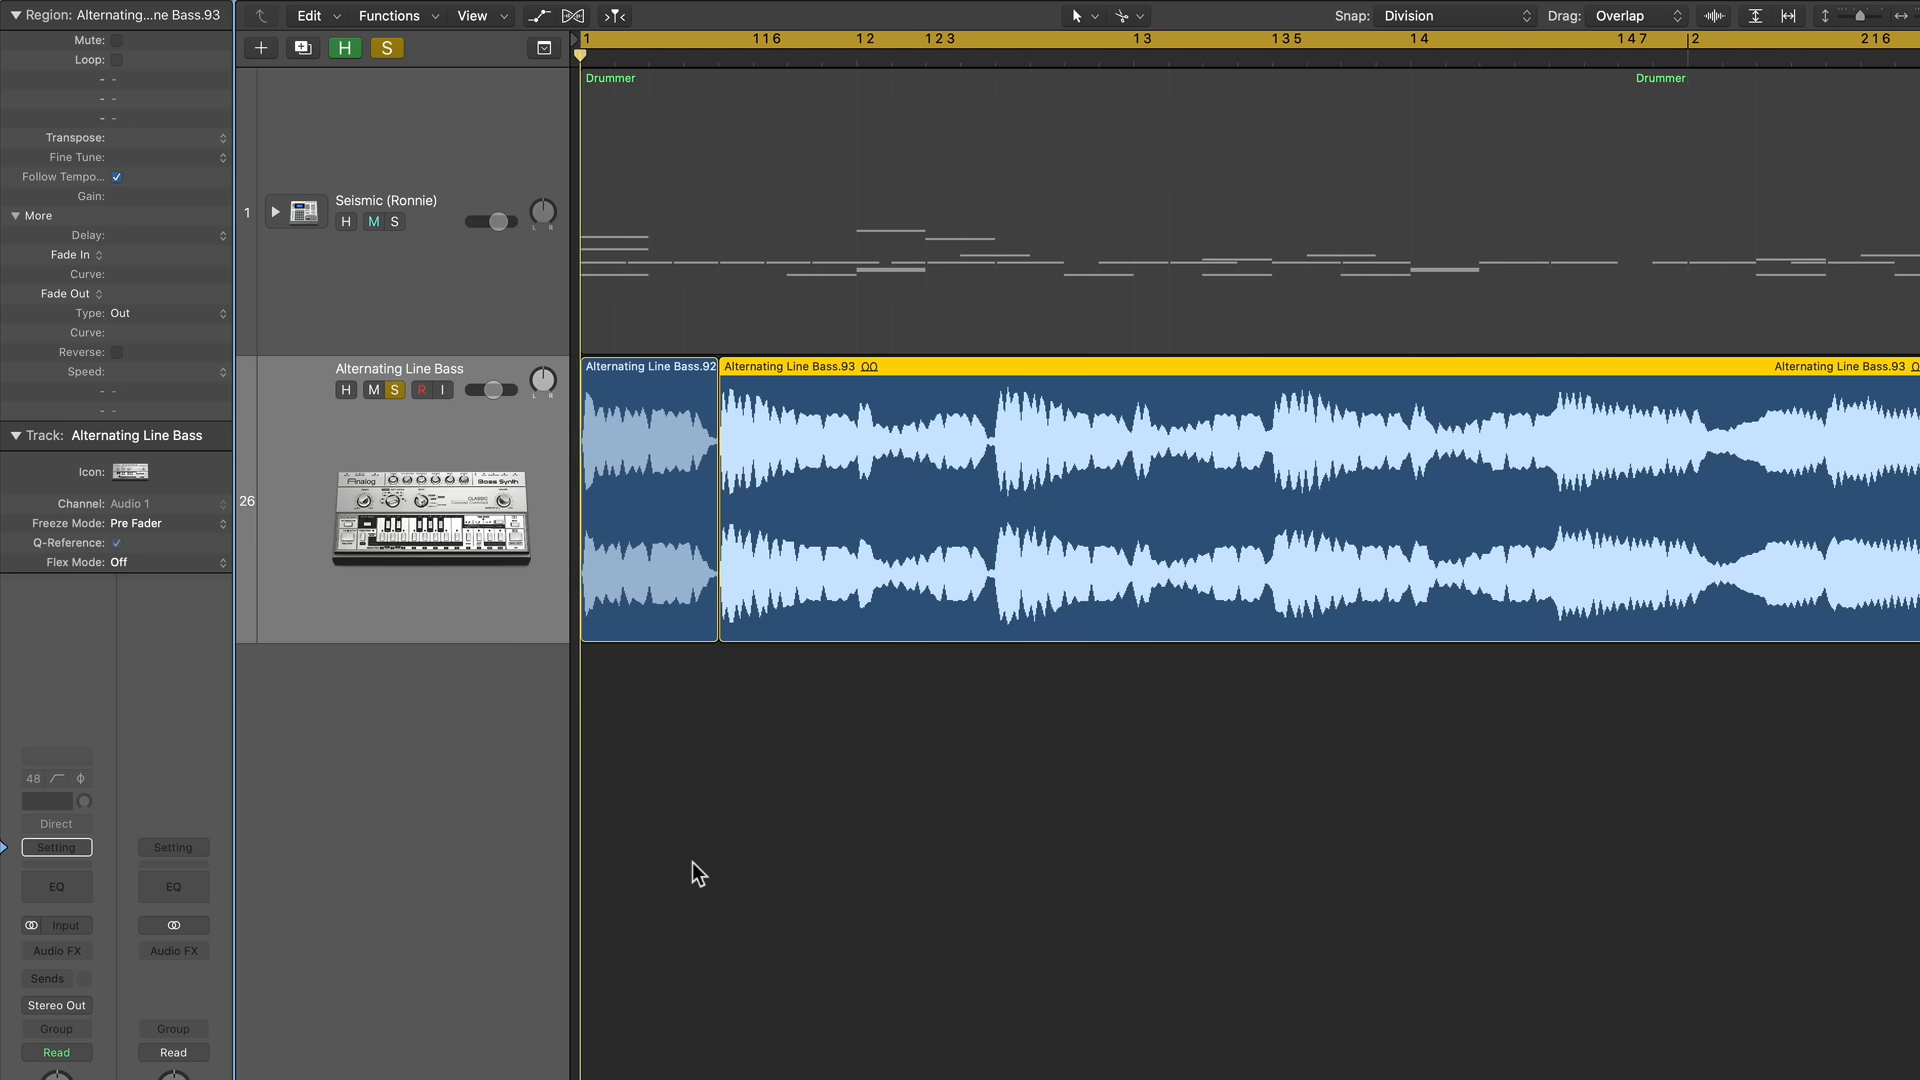 Region: Alternating...ne Bass.93
Mute:
Loop:
Transpose:
Fine Tune:
Follow Tempo...
Gain:
More
Delay:
Fade In
Curve:
Fade Out
Type: Out
Curve:
Reverse:
Speed:
Track: Alternating Line Bass
Icon:
Channel: Audio 1
Freeze Mode: Pre Fader
Q-Reference:
Flex Mode: Off
48
Direct
Setting
Setting
EQ
EQ
Input
Audio FX
Audio FX
Sends
Stereo Out
Group
Group
Read
Read
Edit
Functions
View
Snap: Division
Drag: Overlap
H
S
1
1 1 6
1 2
1 2 3
1 3
1 3 5
1 4
1 4 7
2
2 1 6
Drummer
Drummer
1
Seismic (Ronnie)
H M S
L R
26
Alternating Line Bass
H M S R I
L R
Analog
Bass Synth
CLASSIC
Alternating Line Bass.92
Alternating Line Bass.93
Alternating Line Bass.93